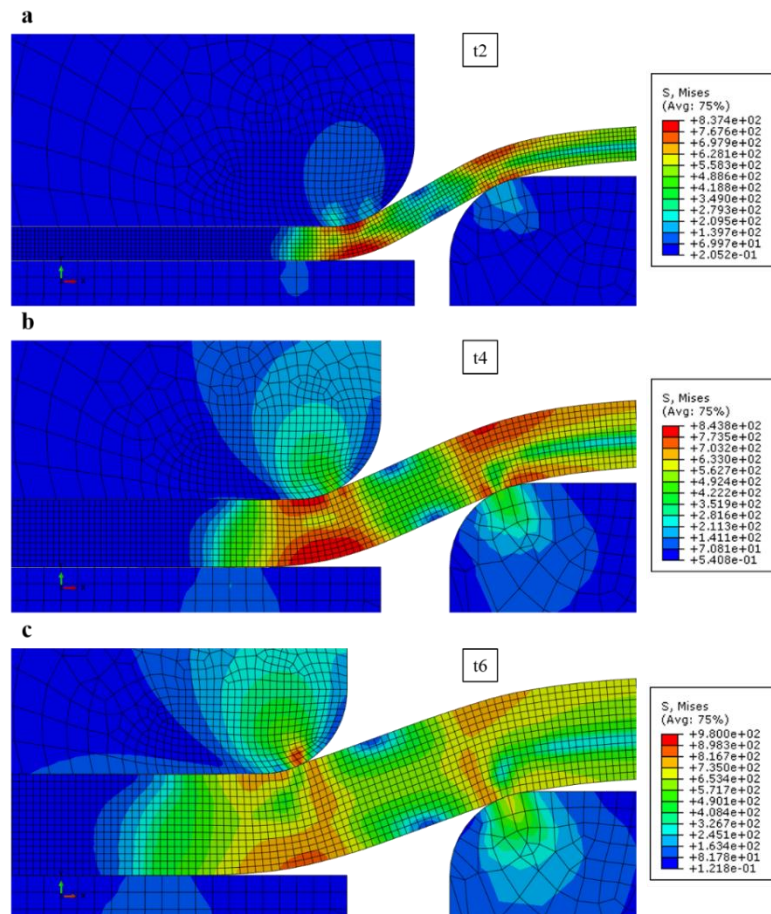 a
t2
S, Mises
(Avg: 75%)
+8.374e+02
+7.676e+02
+6.979e+02
+6.281e+02
+5.583e+02
+4.886e+02
+4.188e+02
+3.490e+02
+2.793e+02
+2.095e+02
+1.397e+02
+6.997e+01
+2.052e-01
b
t4
S, Mises
(Avg: 75%)
+8.438e+02
+7.735e+02
+7.032e+02
+6.330e+02
+5.627e+02
+4.924e+02
+4.222e+02
+3.519e+02
+2.816e+02
+2.113e+02
+1.411e+02
+7.081e+01
+5.408e-01
c
t6
S, Mises
(Avg: 75%)
+9.800e+02
+8.983e+02
+8.167e+02
+7.350e+02
+6.534e+02
+5.717e+02
+4.901e+02
+4.084e+02
+3.267e+02
+2.451e+02
+1.634e+02
+8.178e+01
+1.218e-01